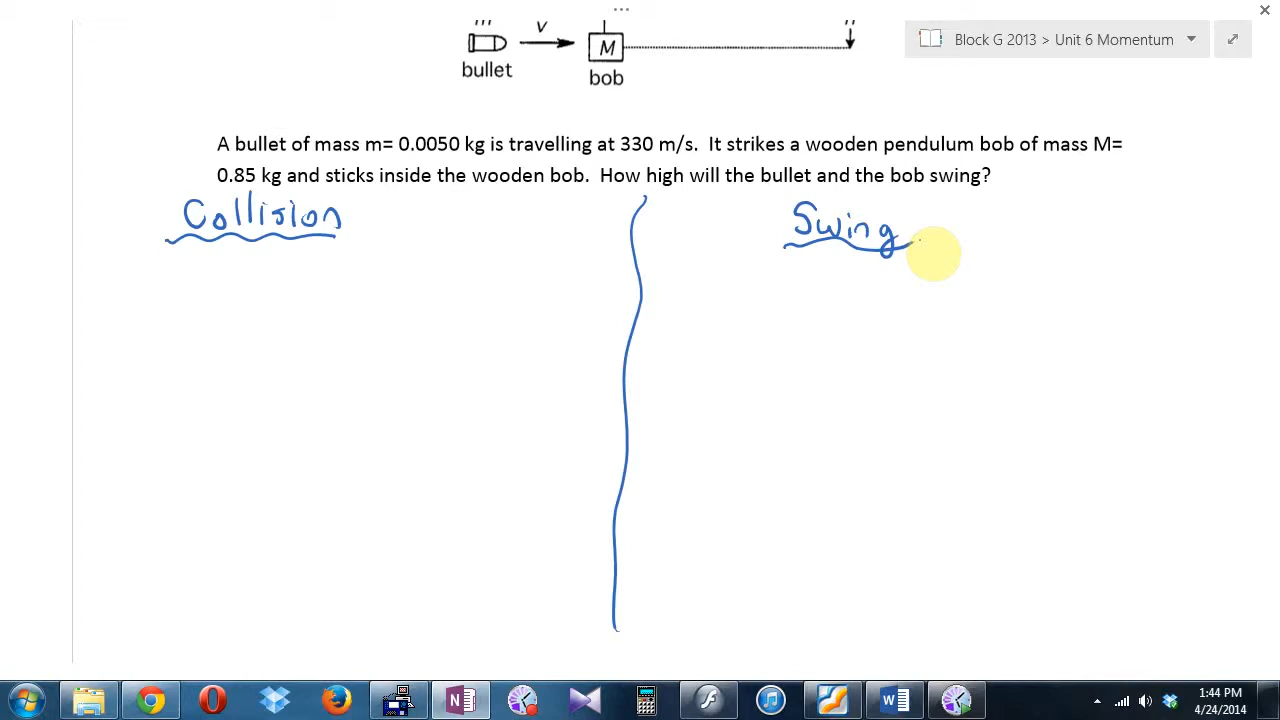 v
M
bullet
bob
2013 Unit 6 Momentum
A bullet of mass m= 0.0050 kg is travelling at 330 m/s. It strikes a wooden pendulum bob of mass M=
0.85 kg and sticks inside the wooden bob. How high will the bullet and the bob swing?
Collision
Swing
1:44 PM
4/24/2014